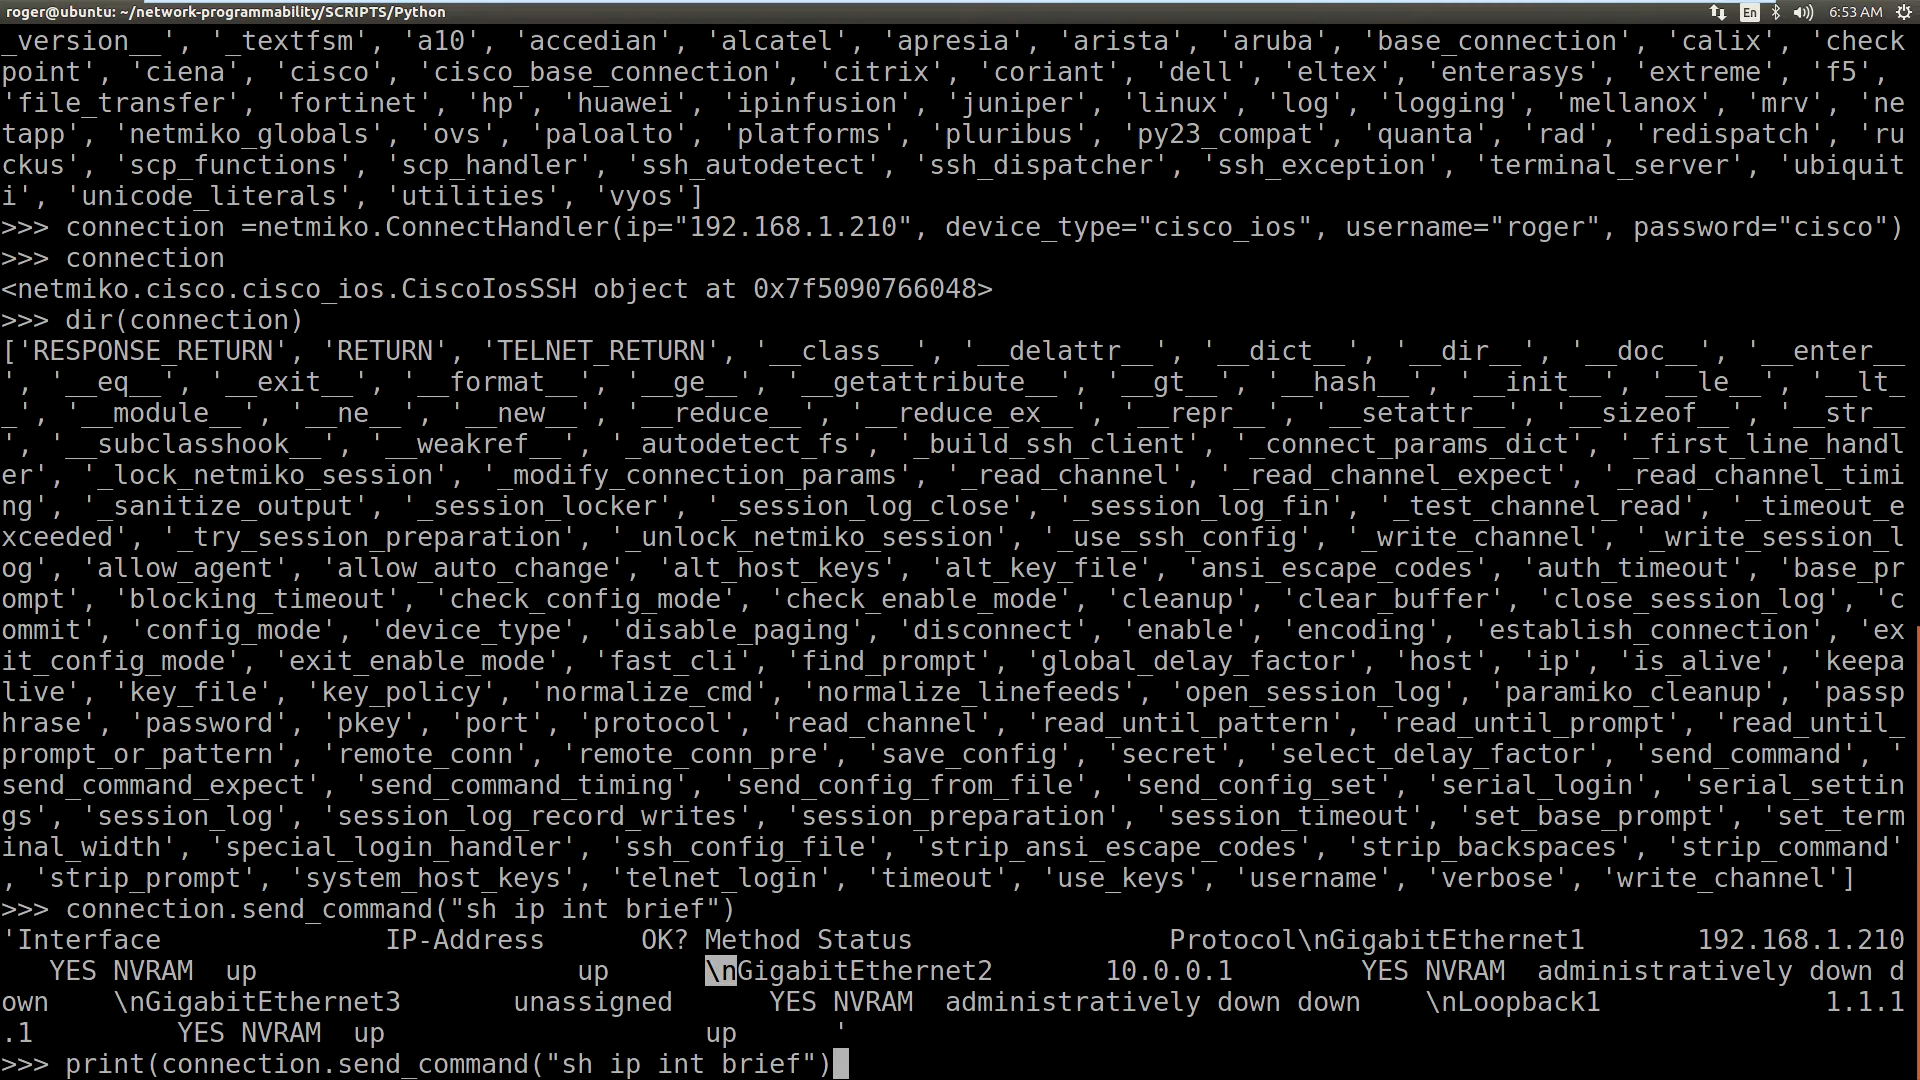 roger@ubuntu: ~/network-programmability/SCRIPTS/Python En 6:53 AM
_version__', '_textfsm', 'a10', 'accedian', 'alcatel', 'apresia', 'arista', 'aruba', 'base_connection', 'calix', 'check
point', 'ciena', 'cisco', 'cisco_base_connection', 'citrix', 'coriant', 'dell', 'eltex', 'enterasys', 'extreme', 'f5',
'file_transfer', 'fortinet', 'hp', 'huawei', 'ipinfusion', 'juniper', 'linux', 'log', 'logging', 'mellanox', 'mrv', 'ne
tapp', 'netmiko_globals', 'ovs', 'paloalto', 'platforms', 'pluribus', 'py23_compat', 'quanta', 'rad', 'redispatch', 'ru
ckus', 'scp_functions', 'scp_handler', 'ssh_autodetect', 'ssh_dispatcher', 'ssh_exception', 'terminal_server', 'ubiquit
i', 'unicode_literals', 'utilities', 'vyos']
>>> connection =netmiko.ConnectHandler(ip="192.168.1.210", device_type="cisco_ios", username="roger", password="cisco")
>>> connection
<netmiko.cisco.cisco_ios.CiscoIosSSH object at 0x7f5090766048>
>>> dir(connection)
['RESPONSE_RETURN', 'RETURN', 'TELNET_RETURN', '__class__', '__delattr__', '__dict__', '__dir__', '__doc__', '__enter__
', '__eq__', '__exit__', '__format__', '__ge__', '__getattribute__', '__gt__', '__hash__', '__init__', '__le__', '__lt_
_', '__module__', '__ne__', '__new__', '__reduce__', '__reduce_ex__', '__repr__', '__setattr__', '__sizeof__', '__str__
', '__subclasshook__', '__weakref__', '_autodetect_fs', '_build_ssh_client', '_connect_params_dict', '_first_line_handl
er', '_lock_netmiko_session', '_modify_connection_params', '_read_channel', '_read_channel_expect', '_read_channel_timi
ng', '_sanitize_output', '_session_locker', '_session_log_close', '_session_log_fin', '_test_channel_read', '_timeout_e
xceeded', '_try_session_preparation', '_unlock_netmiko_session', '_use_ssh_config', '_write_channel', '_write_session_l
og', 'allow_agent', 'allow_auto_change', 'alt_host_keys', 'alt_key_file', 'ansi_escape_codes', 'auth_timeout', 'base_pr
ompt', 'blocking_timeout', 'check_config_mode', 'check_enable_mode', 'cleanup', 'clear_buffer', 'close_session_log', 'c
ommit', 'config_mode', 'device_type', 'disable_paging', 'disconnect', 'enable', 'encoding', 'establish_connection', 'ex
it_config_mode', 'exit_enable_mode', 'fast_cli', 'find_prompt', 'global_delay_factor', 'host', 'ip', 'is_alive', 'keepa
live', 'key_file', 'key_policy', 'normalize_cmd', 'normalize_linefeeds', 'open_session_log', 'paramiko_cleanup', 'passp
hrase', 'password', 'pkey', 'port', 'protocol', 'read_channel', 'read_until_pattern', 'read_until_prompt', 'read_until_
prompt_or_pattern', 'remote_conn', 'remote_conn_pre', 'save_config', 'secret', 'select_delay_factor', 'send_command', '
send_command_expect', 'send_command_timing', 'send_config_from_file', 'send_config_set', 'serial_login', 'serial_settin
gs', 'session_log', 'session_log_record_writes', 'session_preparation', 'session_timeout', 'set_base_prompt', 'set_term
inal_width', 'special_login_handler', 'ssh_config_file', 'strip_ansi_escape_codes', 'strip_backspaces', 'strip_command'
, 'strip_prompt', 'system_host_keys', 'telnet_login', 'timeout', 'use_keys', 'username', 'verbose', 'write_channel']
>>> connection.send_command("sh ip int brief")
'Interface              IP-Address      OK? Method Status                Protocol\nGigabitEthernet1       192.168.1.210
   YES NVRAM  up                    up      \nGigabitEthernet2       10.0.0.1        YES NVRAM  administratively down d
own    \nGigabitEthernet3       unassigned      YES NVRAM  administratively down down    \nLoopback1              1.1.1
.1         YES NVRAM  up                    up      '
>>> print(connection.send_command("sh ip int brief")